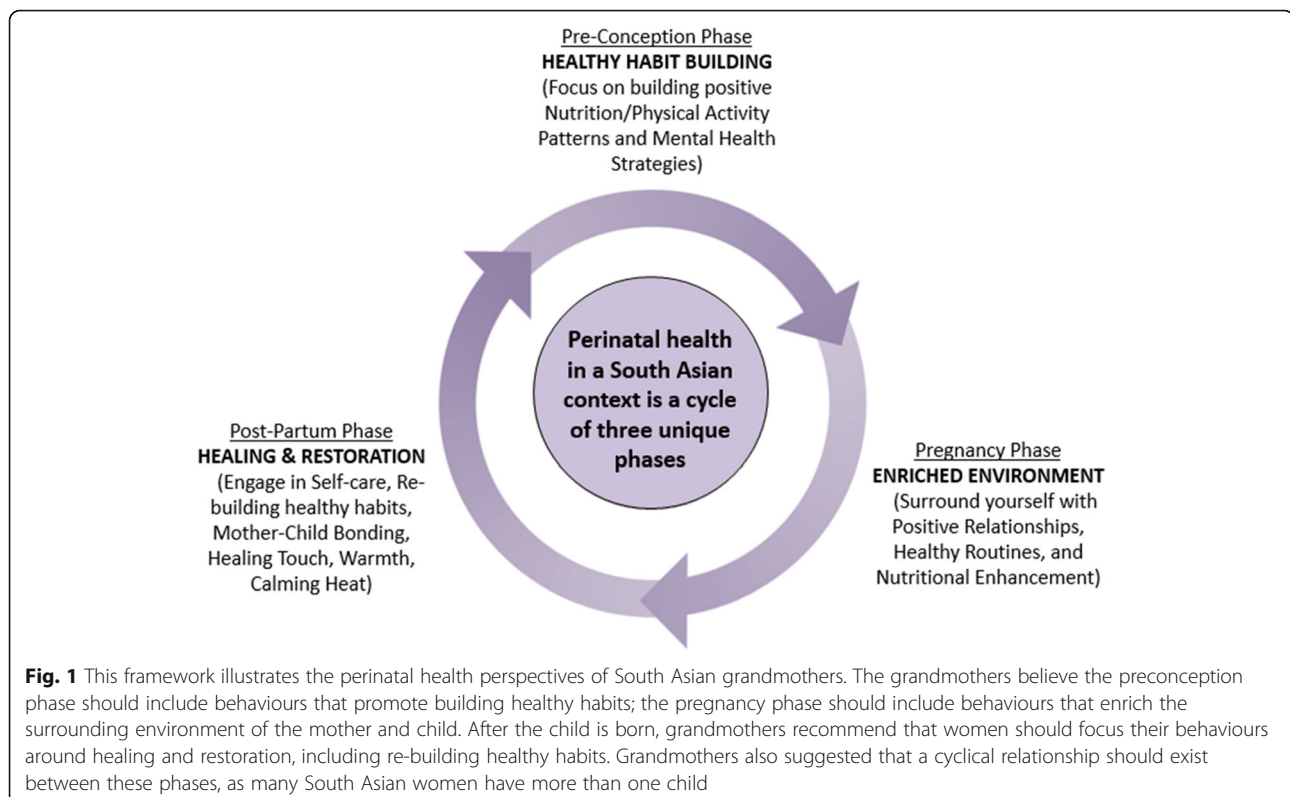 Pre-Conception Phase
HEALTHY HABIT BUILDING
(Focus on building positive
Nutrition/Physical Activity
Patterns and Mental Health
Strategies)
Perinatal health
in a South Asian
context is a cycle
of three unique
phases
Pregnancy Phase
ENRICHED ENVIRONMENT
(Surround yourself with
Positive Relationships,
Healthy Routines, and
Nutritional Enhancement)
Post-Partum Phase
HEALING & RESTORATION
(Engage in Self-care, Re-
building healthy habits,
Mother-Child Bonding,
Healing Touch, Warmth,
Calming Heat)
Fig. 1 This framework illustrates the perinatal health perspectives of South Asian grandmothers. The grandmothers believe the preconception
phase should include behaviours that promote building healthy habits; the pregnancy phase should include behaviours that enrich the
surrounding environment of the mother and child. After the child is born, grandmothers recommend that women should focus their behaviours
around healing and restoration, including re-building healthy habits. Grandmothers also suggested that a cyclical relationship should exist
between these phases, as many South Asian women have more than one child